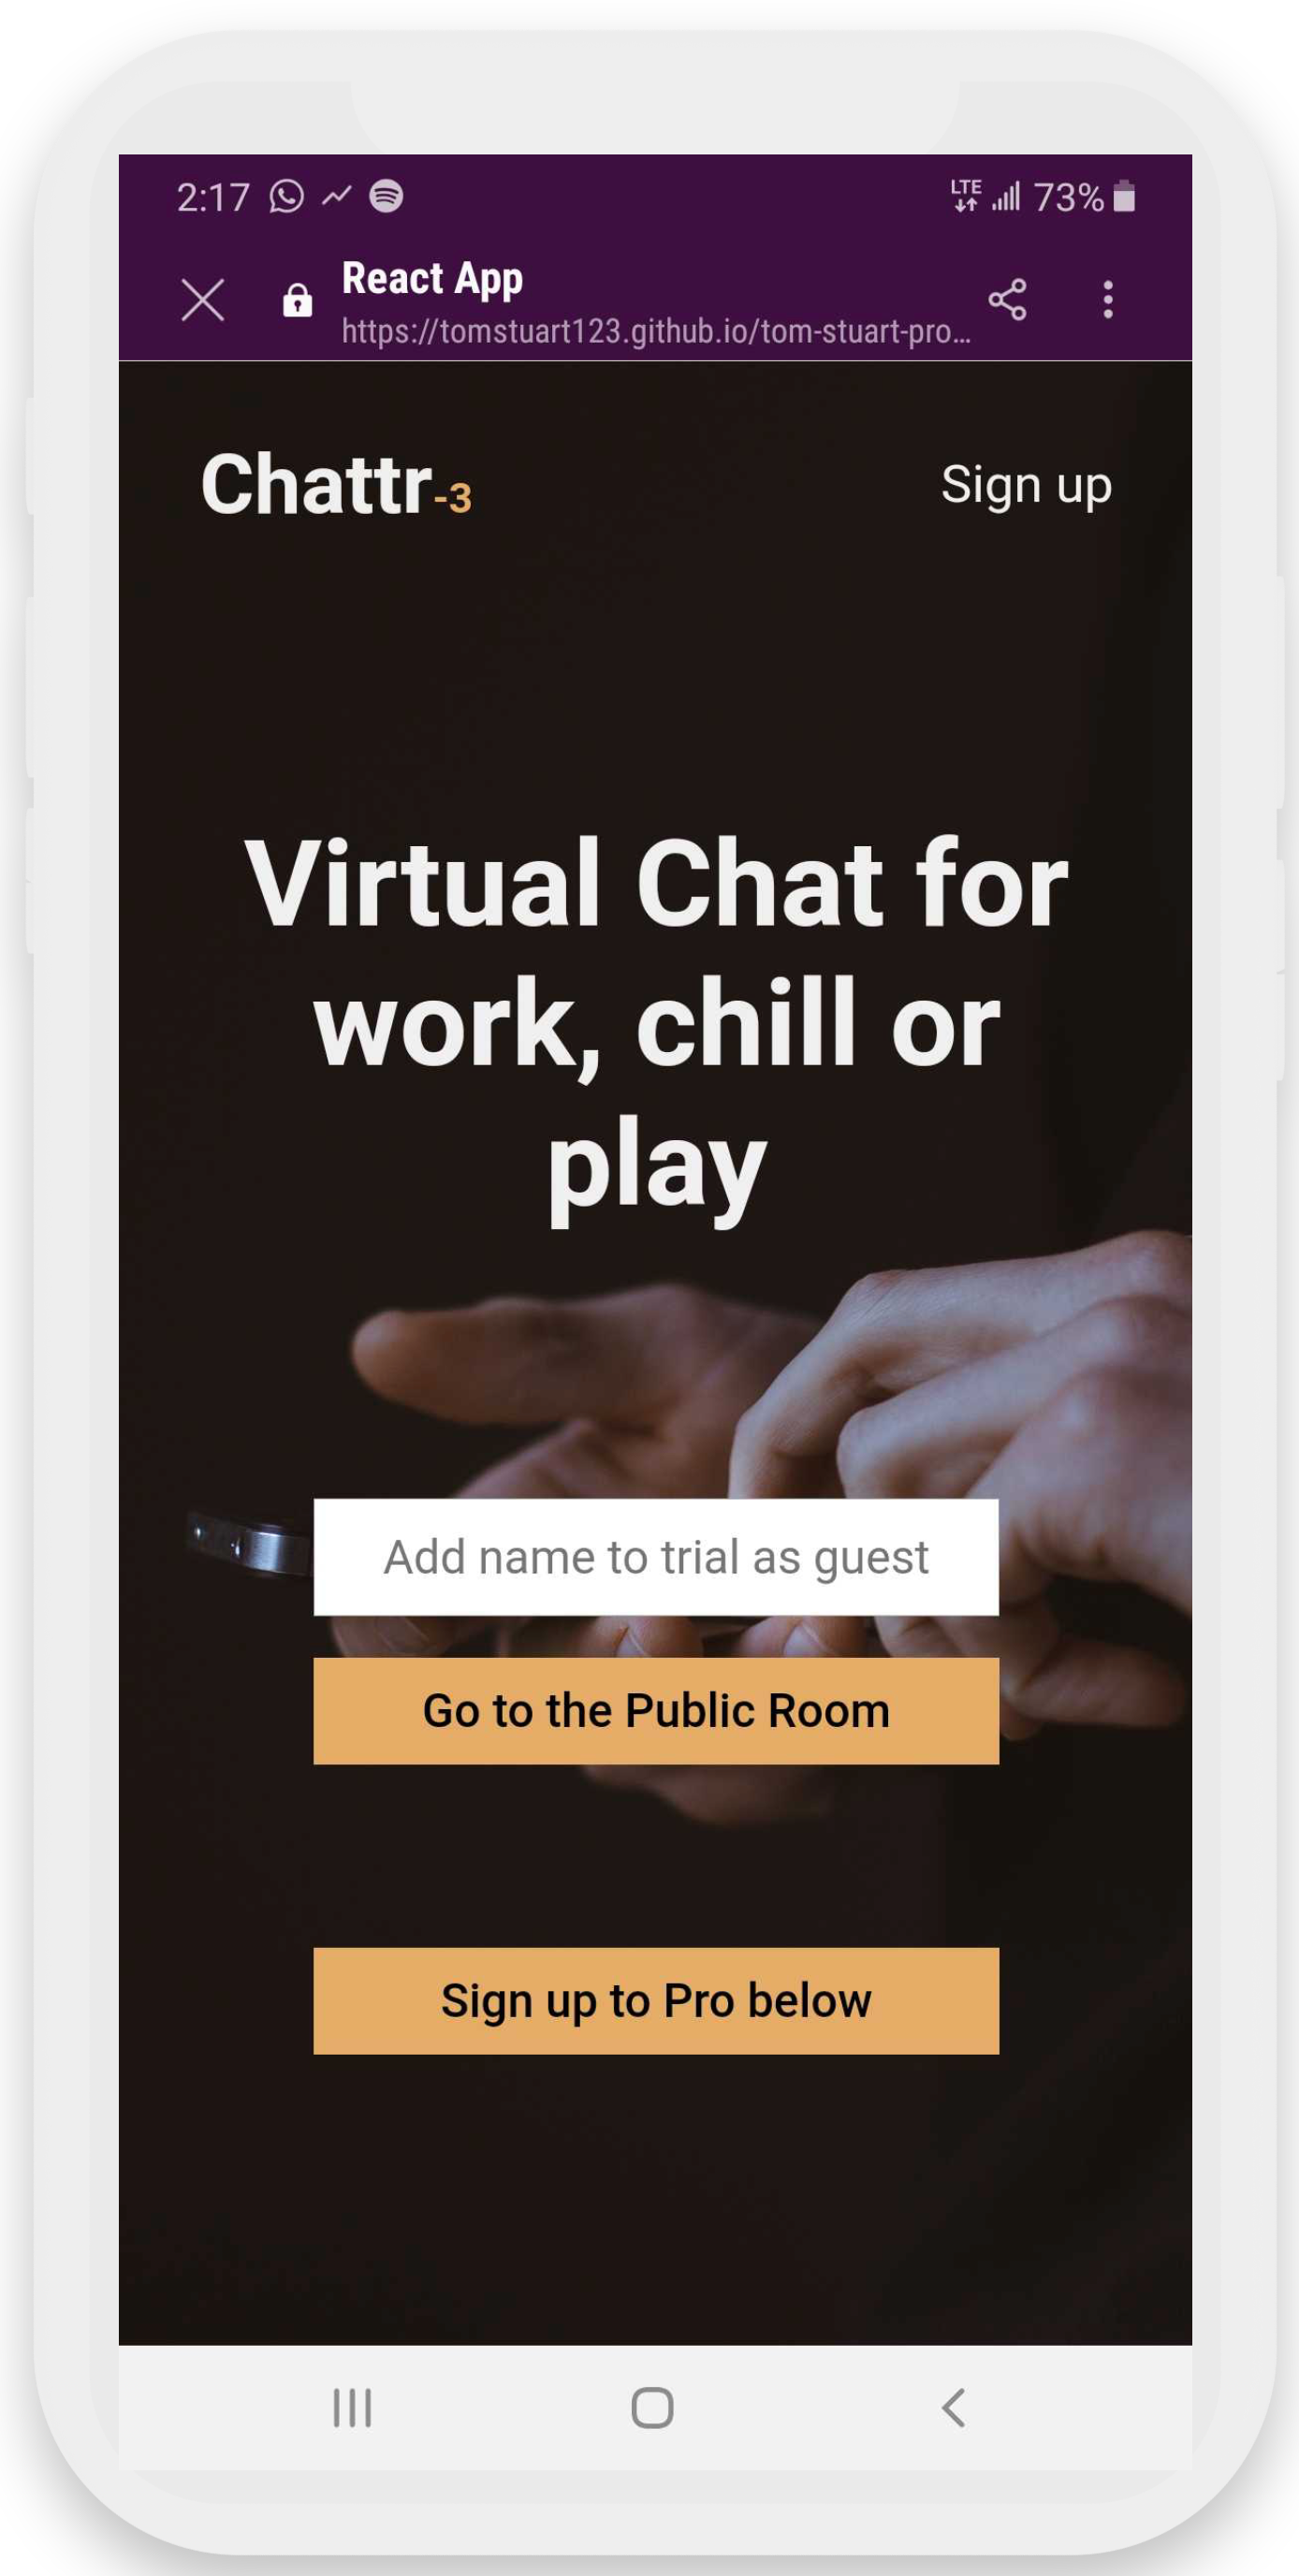 2:17 LTE 73%
React App
https://tomstuart123.github.io/tom-stuart-pro…
Chattr-3 Sign up
Virtual Chat for
work, chill or
play
Add name to trial as guest
Go to the Public Room
Sign up to Pro below